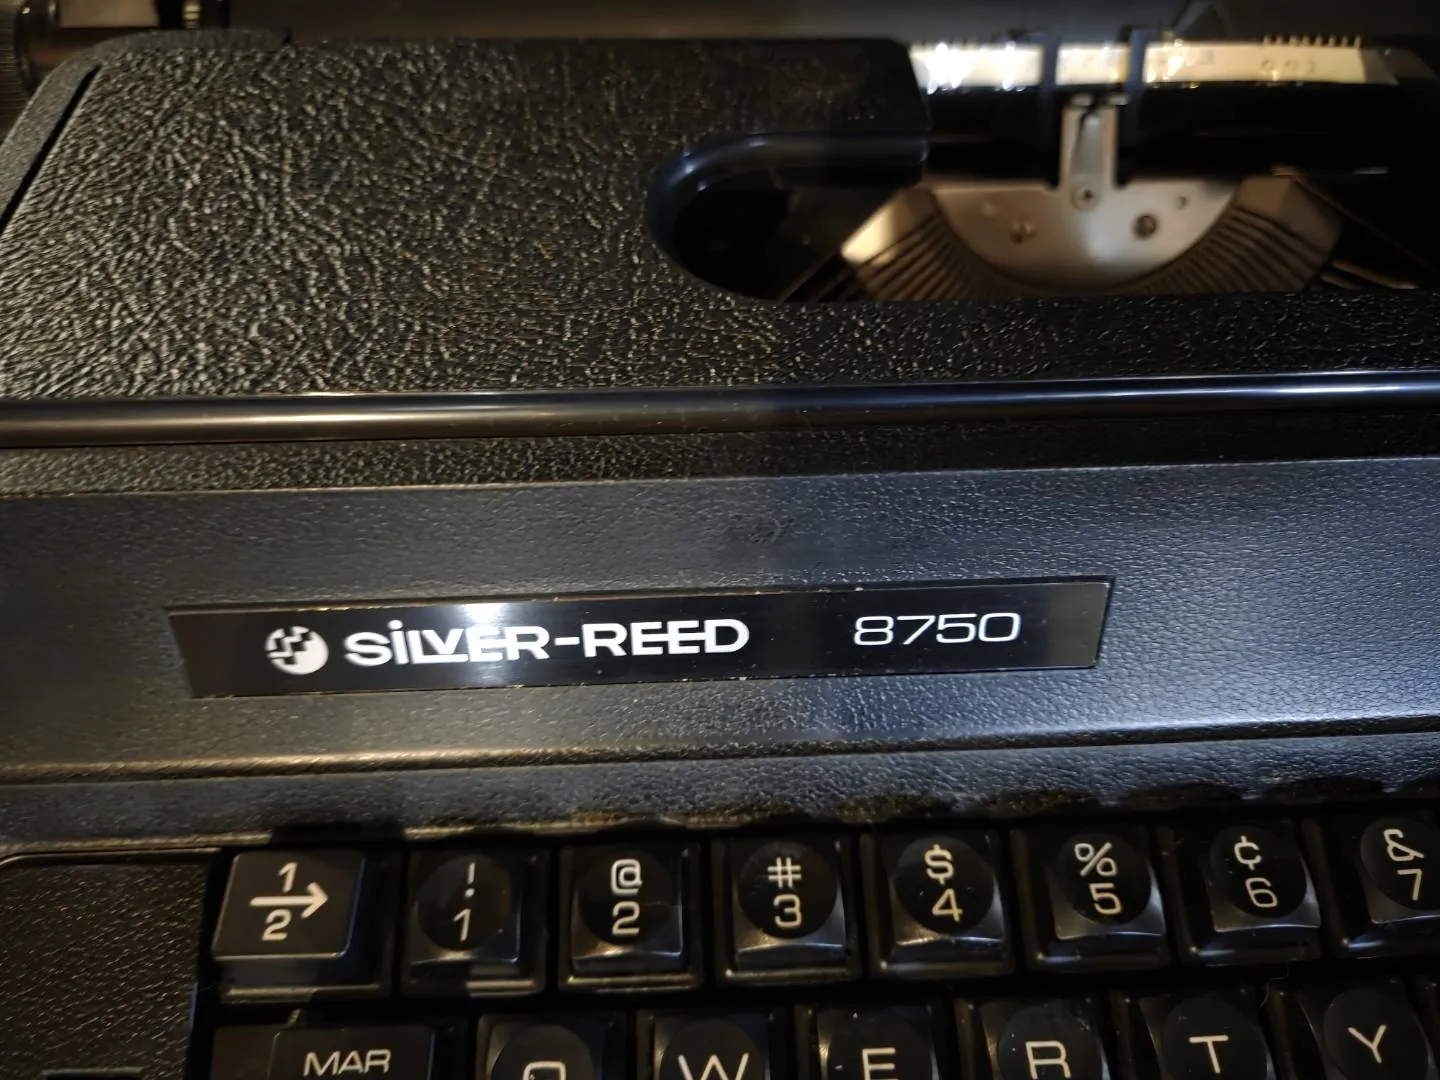 SILVER-REED 8750
1 ! @ # $ % ¢ &
2 1 2 3 4 5 6 7
MAR Q W E R T Y